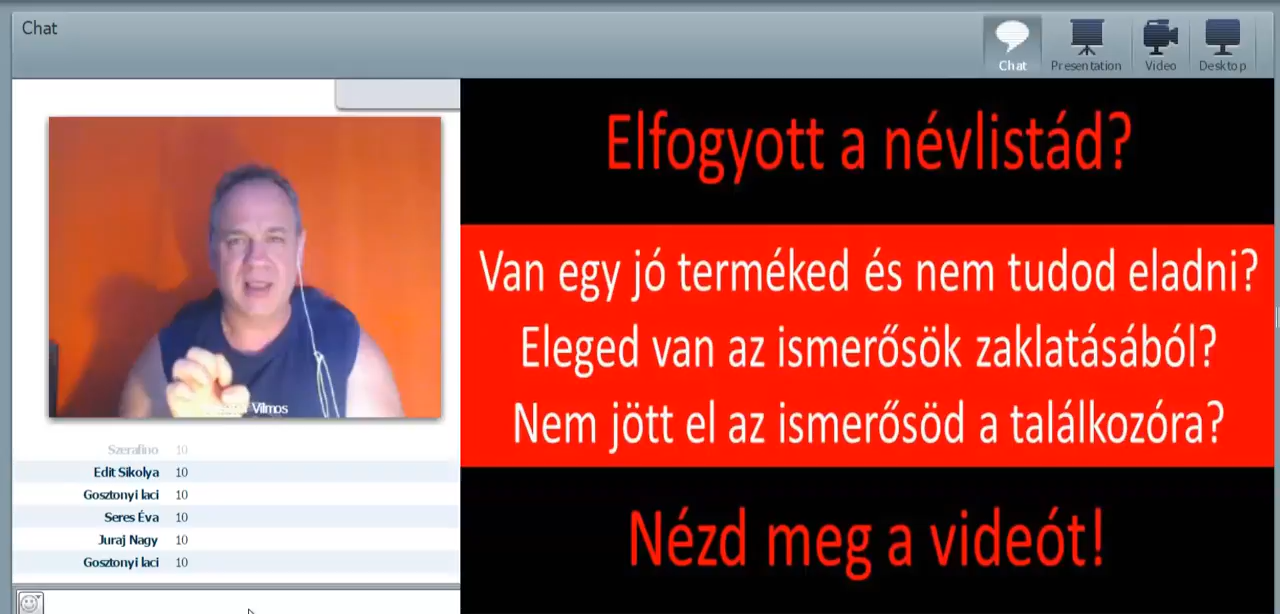 Chat
Chat Presentation Video Desktop
Vilmos
Szerafino 10
Edit Sikolya 10
Gosztonyi laci 10
Seres Éva 10
Juraj Nagy 10
Gosztonyi laci 10
Elfogyott a névlistád?
Van egy jó terméked és nem tudod eladni?
Eleged van az ismerősök zaklatásából?
Nem jött el az ismerősöd a találkozóra?
Nézd meg a videót!